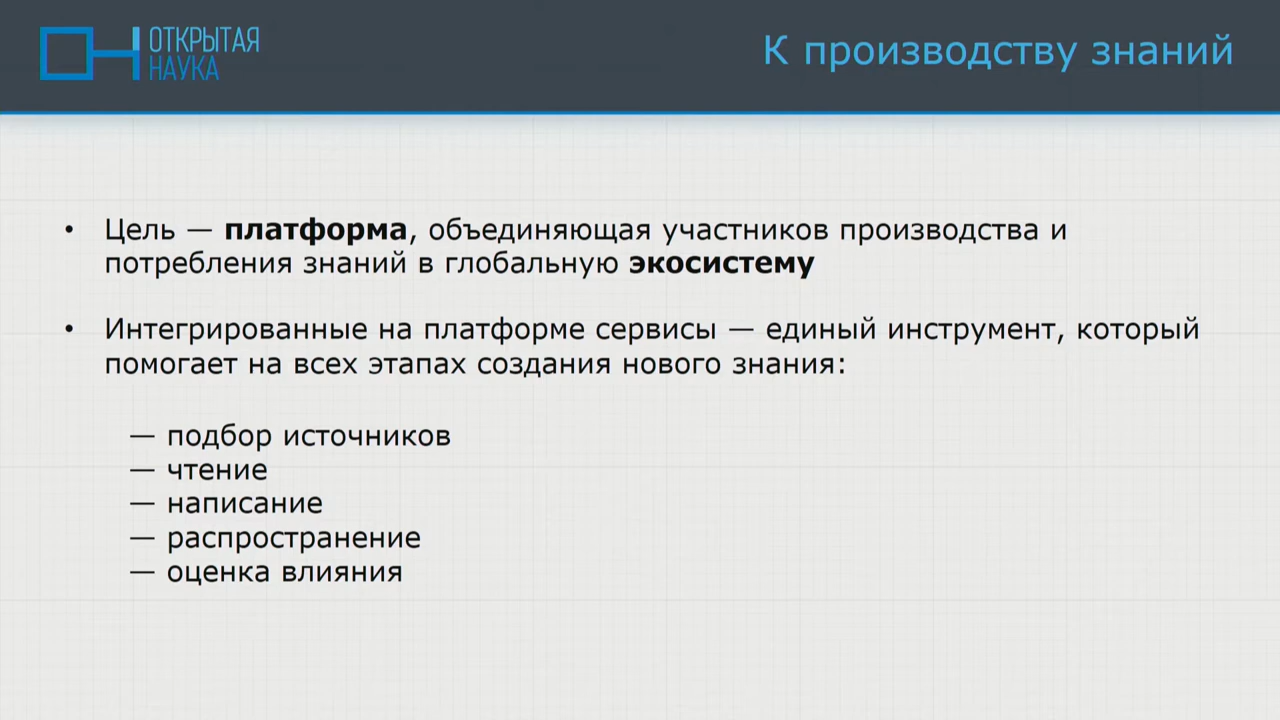 ОТКРЫТАЯ
НАУКА
К производству знаний
• Цель — платформа, объединяющая участников производства и
потребления знаний в глобальную экосистему
• Интегрированные на платформе сервисы — единый инструмент, который
помогает на всех этапах создания нового знания:
— подбор источников
— чтение
— написание
— распространение
— оценка влияния